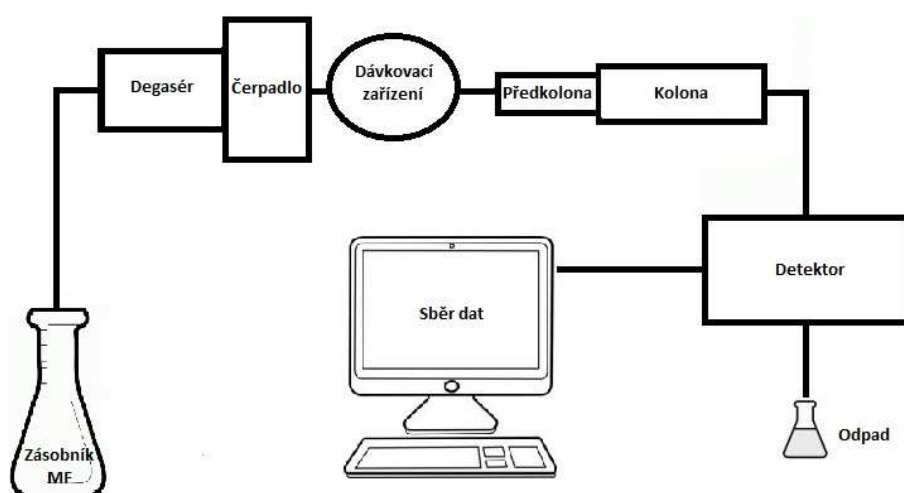 Degasér
Čerpadlo
Dávkovací
zařízení
Předkolona
Kolona
Detektor
Sběr dat
Zásobník
MF
Odpad